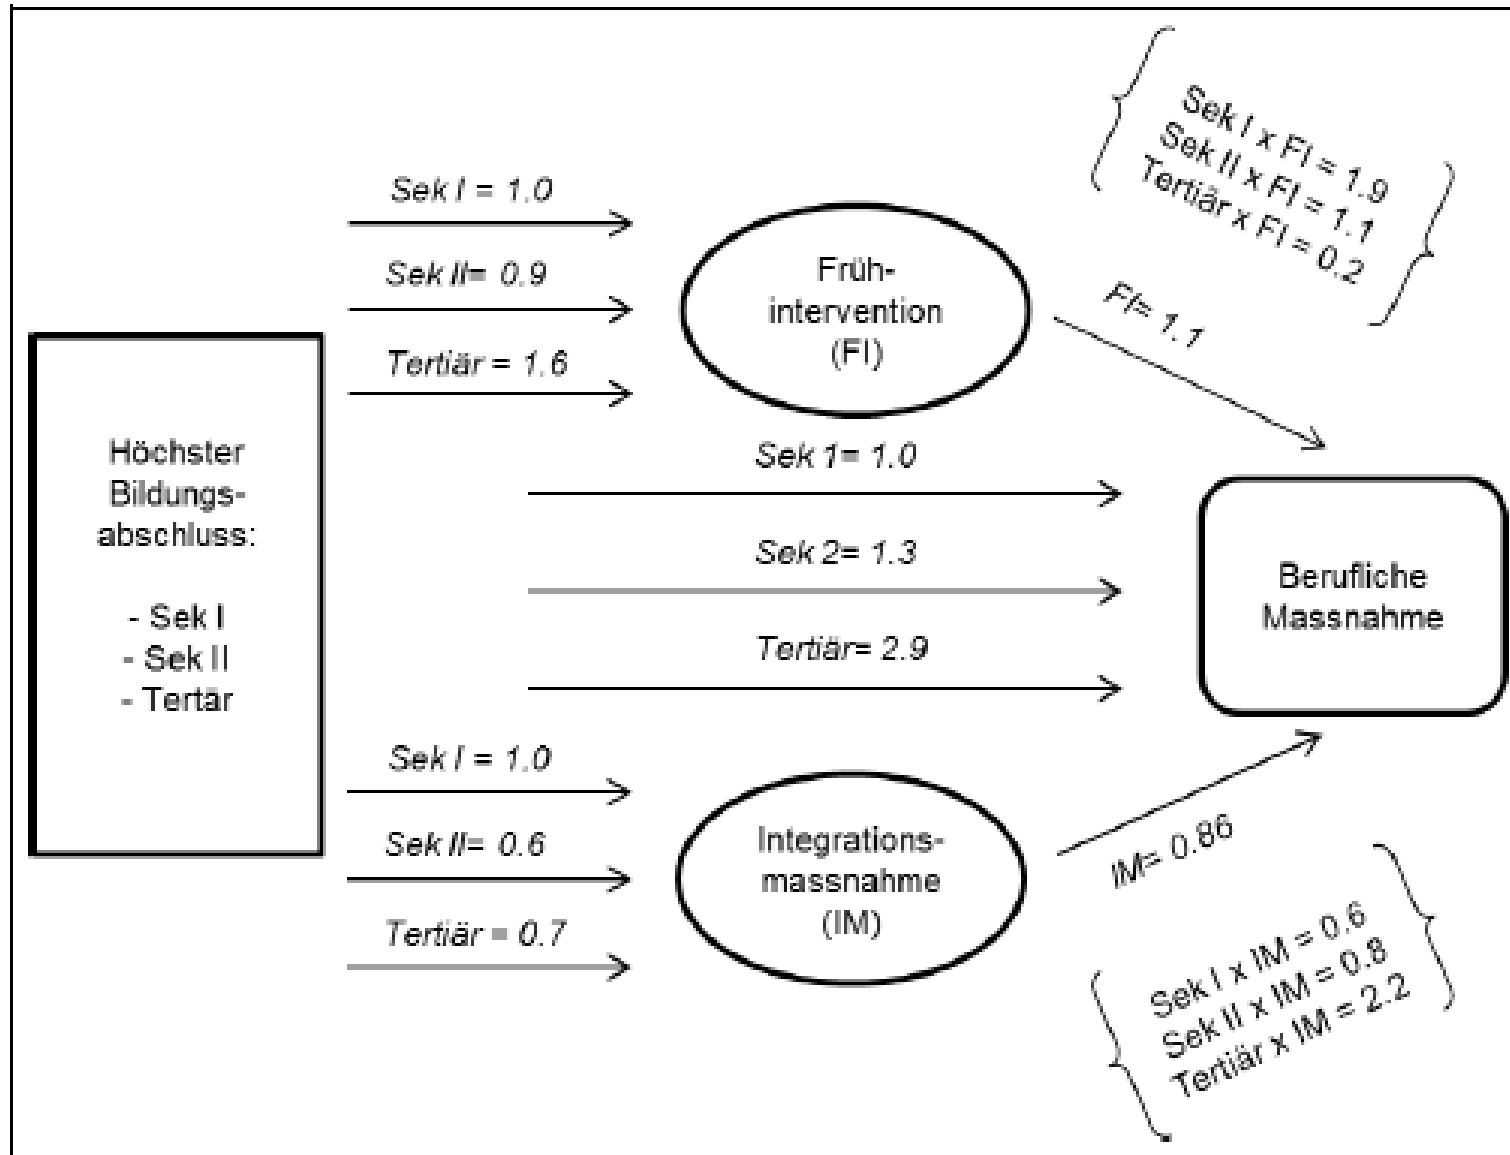 Sek I x FI = 1.9
Sek II x FI = 1.1
Tertiär x FI = 0.2
Sek I = 1.0
Sek II= 0.9
Tertiär = 1.6
Früh-
intervention
(FI)
FI= 1.1
Höchster
Bildungs-
abschluss:
- Sek I
- Sek II
- Tertär
Sek 1= 1.0
Sek 2= 1.3
Tertiär= 2.9
Berufliche
Massnahme
Sek I = 1.0
Sek II= 0.6
Tertiär = 0.7
Integrations-
massnahme
(IM)
IM= 0.86
Sek I x IM = 0.6
Sek II x IM = 0.8
Tertiär x IM = 2.2